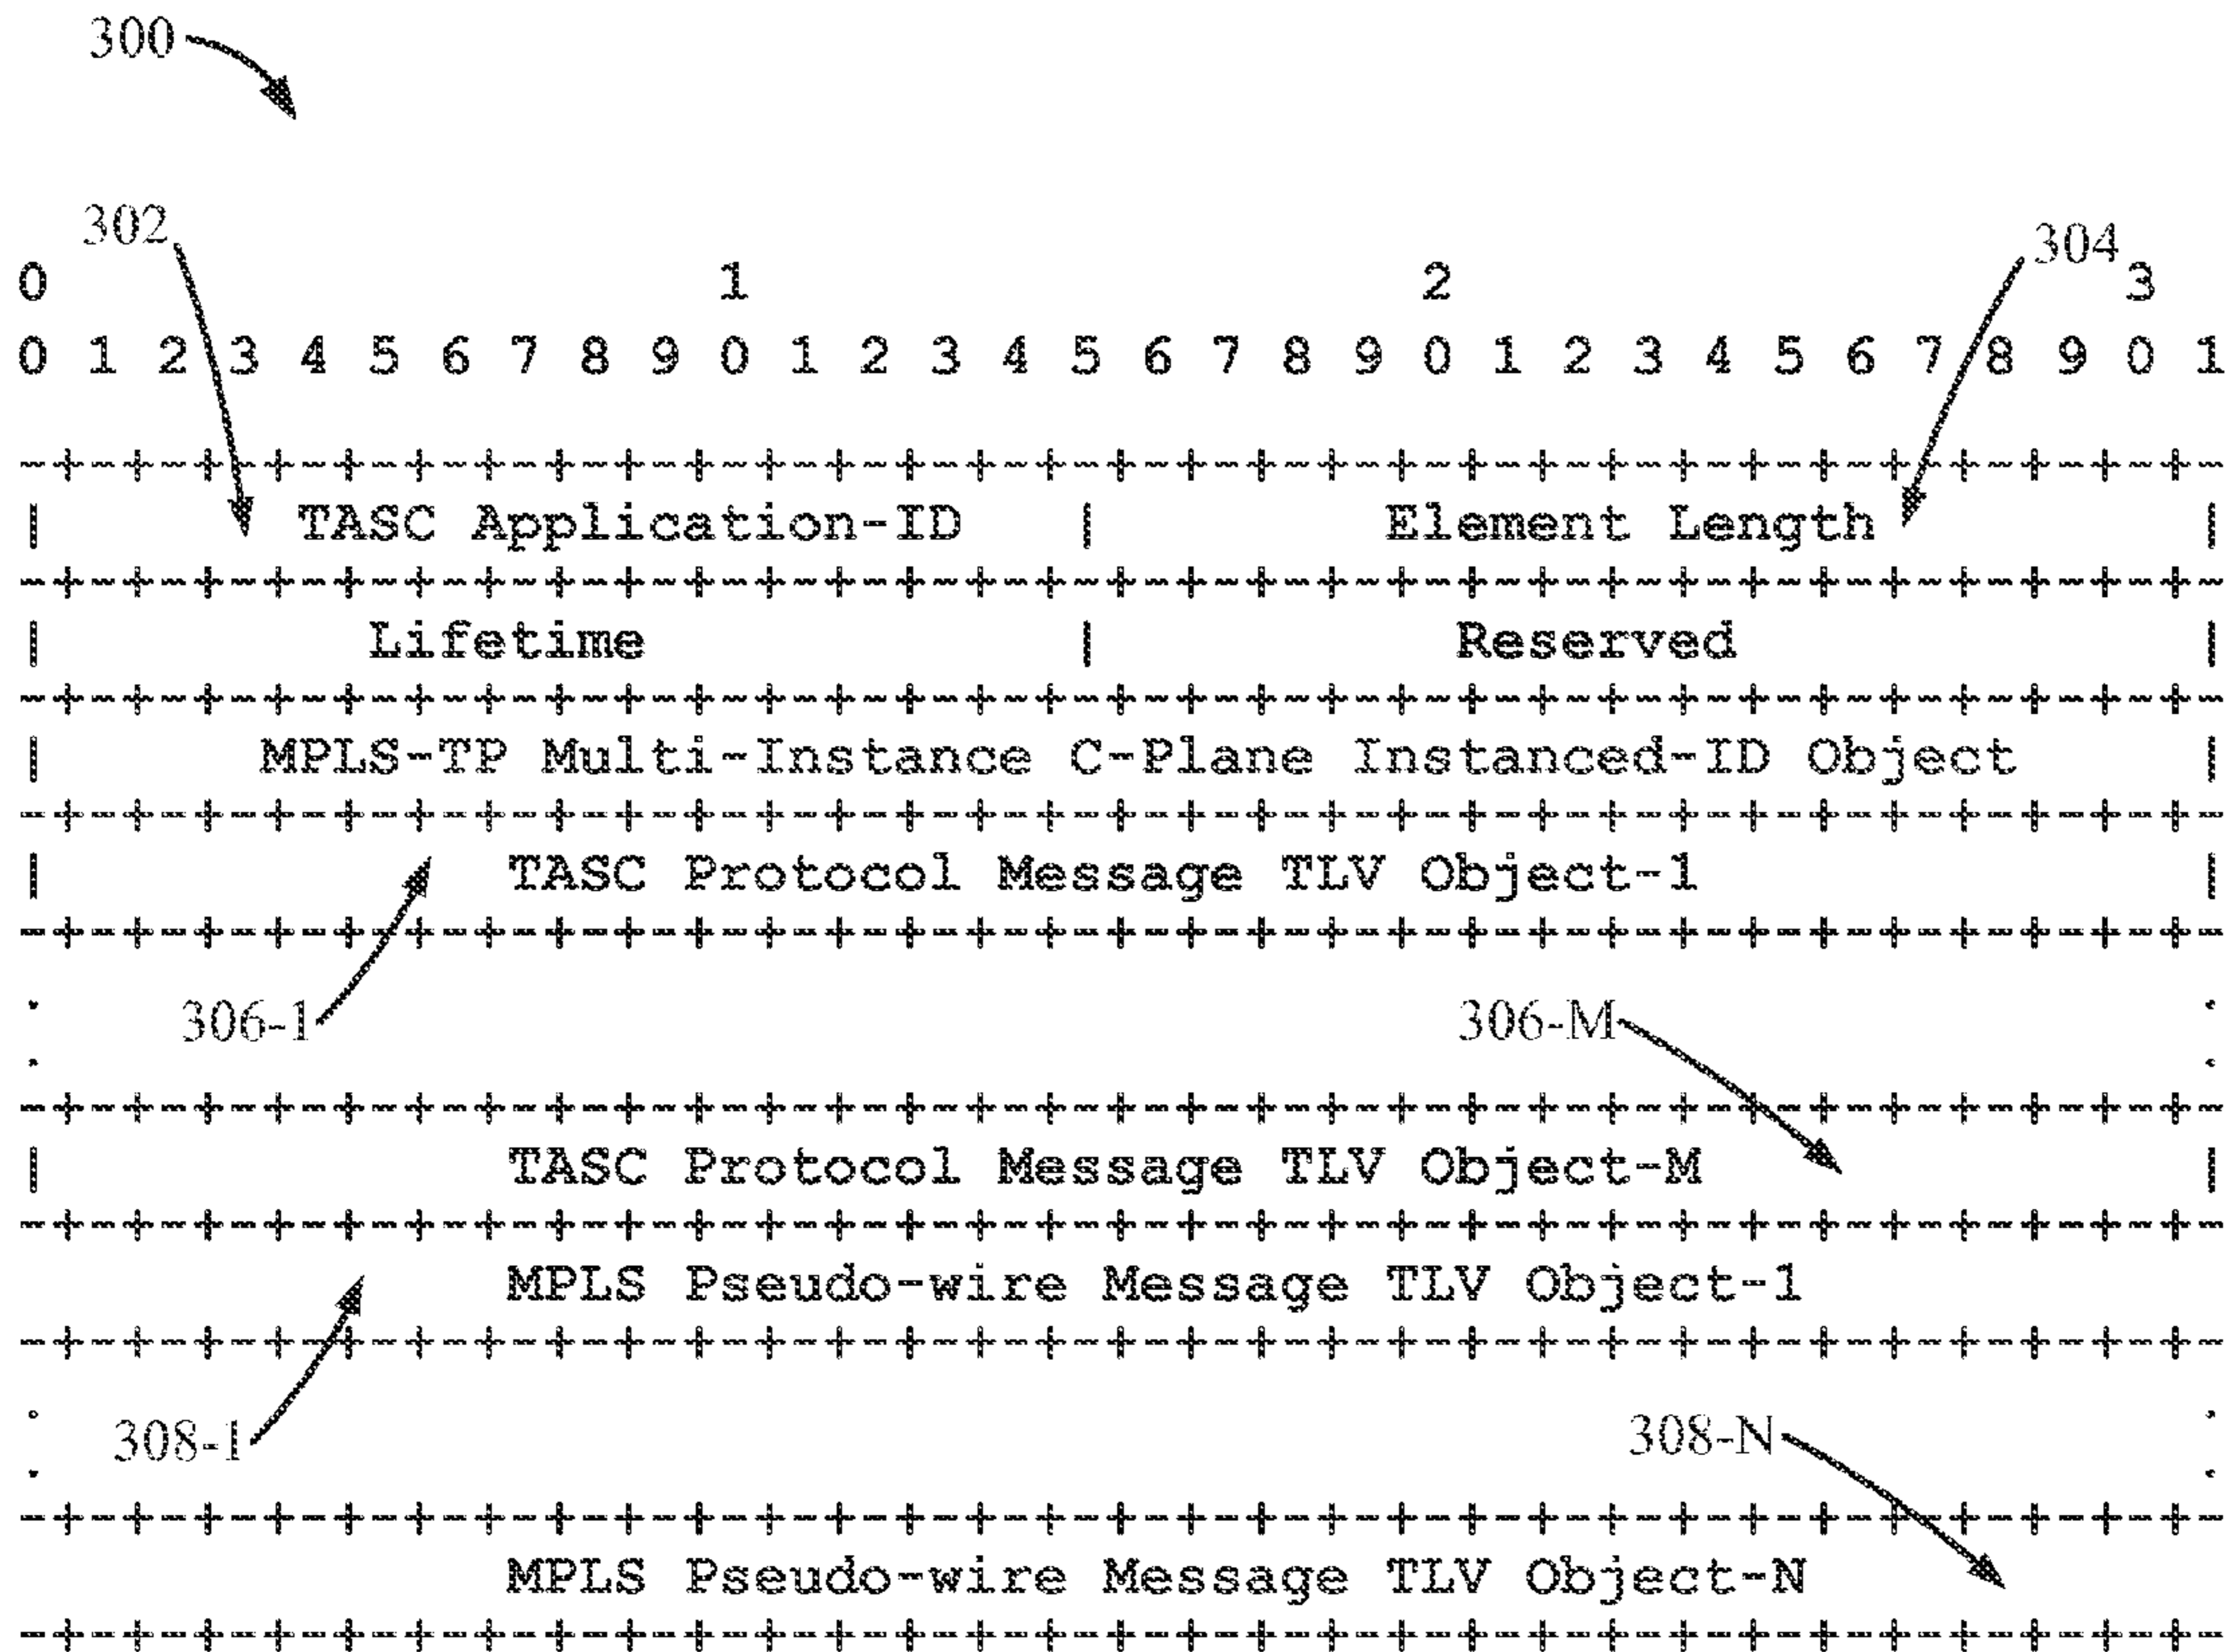 300
302 304
0 1 2 3
0 1 2 3 4 5 6 7 8 9 0 1 2 3 4 5 6 7 8 9 0 1 2 3 4 5 6 7 8 9 0 1
-+-+-+-+-+-+-+-+-+-+-+-+-+-+-+-+-+-+-+-+-+-+-+-+-+-+-+-+-+-+-+-
| TASC Application-ID | Element Length |
-+-+-+-+-+-+-+-+-+-+-+-+-+-+-+-+-+-+-+-+-+-+-+-+-+-+-+-+-+-+-+-
| Lifetime | Reserved |
-+-+-+-+-+-+-+-+-+-+-+-+-+-+-+-+-+-+-+-+-+-+-+-+-+-+-+-+-+-+-+-
| MPLS-TP Multi-Instance C-Plane Instanced-ID Object |
-+-+-+-+-+-+-+-+-+-+-+-+-+-+-+-+-+-+-+-+-+-+-+-+-+-+-+-+-+-+-+-
| TASC Protocol Message TLV Object-1 |
-+-+-+-+-+-+-+-+-+-+-+-+-+-+-+-+-+-+-+-+-+-+-+-+-+-+-+-+-+-+-+-
. 306-1 306-M .
. .
-+-+-+-+-+-+-+-+-+-+-+-+-+-+-+-+-+-+-+-+-+-+-+-+-+-+-+-+-+-+-+-
| TASC Protocol Message TLV Object-M |
-+-+-+-+-+-+-+-+-+-+-+-+-+-+-+-+-+-+-+-+-+-+-+-+-+-+-+-+-+-+-+-
MPLS Pseudo-wire Message TLV Object-1
-+-+-+-+-+-+-+-+-+-+-+-+-+-+-+-+-+-+-+-+-+-+-+-+-+-+-+-+-+-+-+-
. 308-1 308-N .
. .
-+-+-+-+-+-+-+-+-+-+-+-+-+-+-+-+-+-+-+-+-+-+-+-+-+-+-+-+-+-+-+-
MPLS Pseudo-wire Message TLV Object-N
-+-+-+-+-+-+-+-+-+-+-+-+-+-+-+-+-+-+-+-+-+-+-+-+-+-+-+-+-+-+-+-